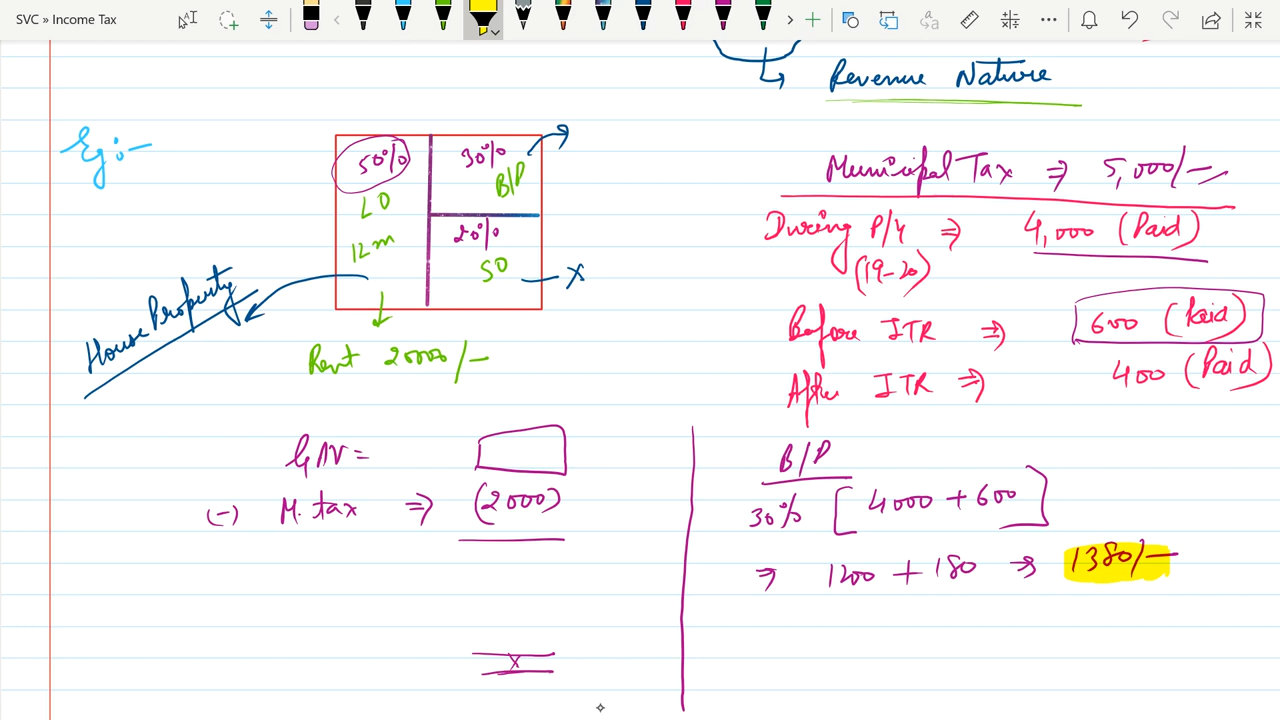 SVC » Income Tax
Revenue Nature
Eg:-
50%
LO
12m
30%
B/P
20%
SO
X
House Property
Rent 20000/-
Municipal Tax ⇒ 5,000/-
During P/Y ⇒ 4,000 (Paid)
(19-20)
Before ITR ⇒ 600 (Paid)
After ITR ⇒ 400 (Paid)
GAV =
(-) M. tax ⇒ (2000)
X
B/P
30% [4000 + 600]
⇒ 1200 + 180 ⇒ 1380/-